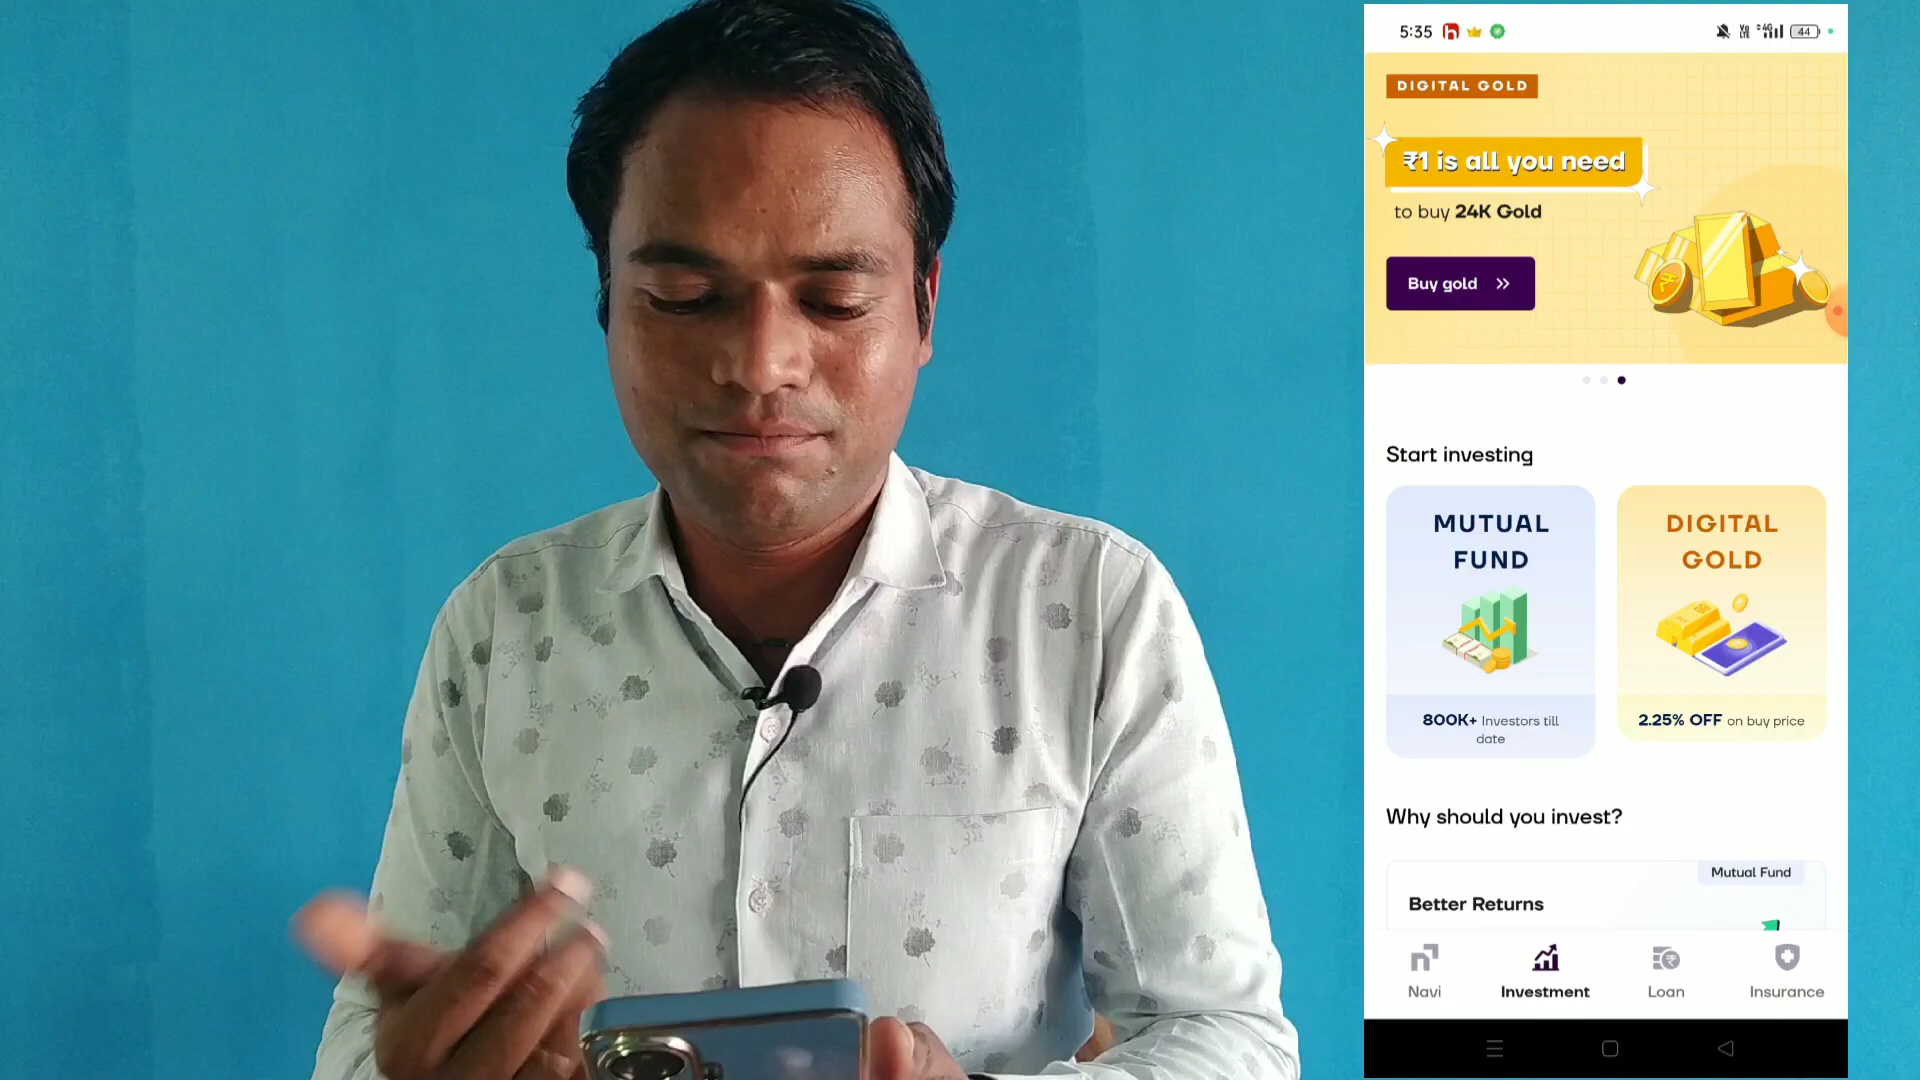 5:35
44
DIGITAL GOLD
₹1 is all you need
to buy 24K Gold
Buy gold
Start investing
MUTUAL
FUND
800K+ Investors till
date
DIGITAL
GOLD
2.25% OFF on buy price
Why should you invest?
Mutual Fund
Better Returns
Navi
Investment
Loan
Insurance